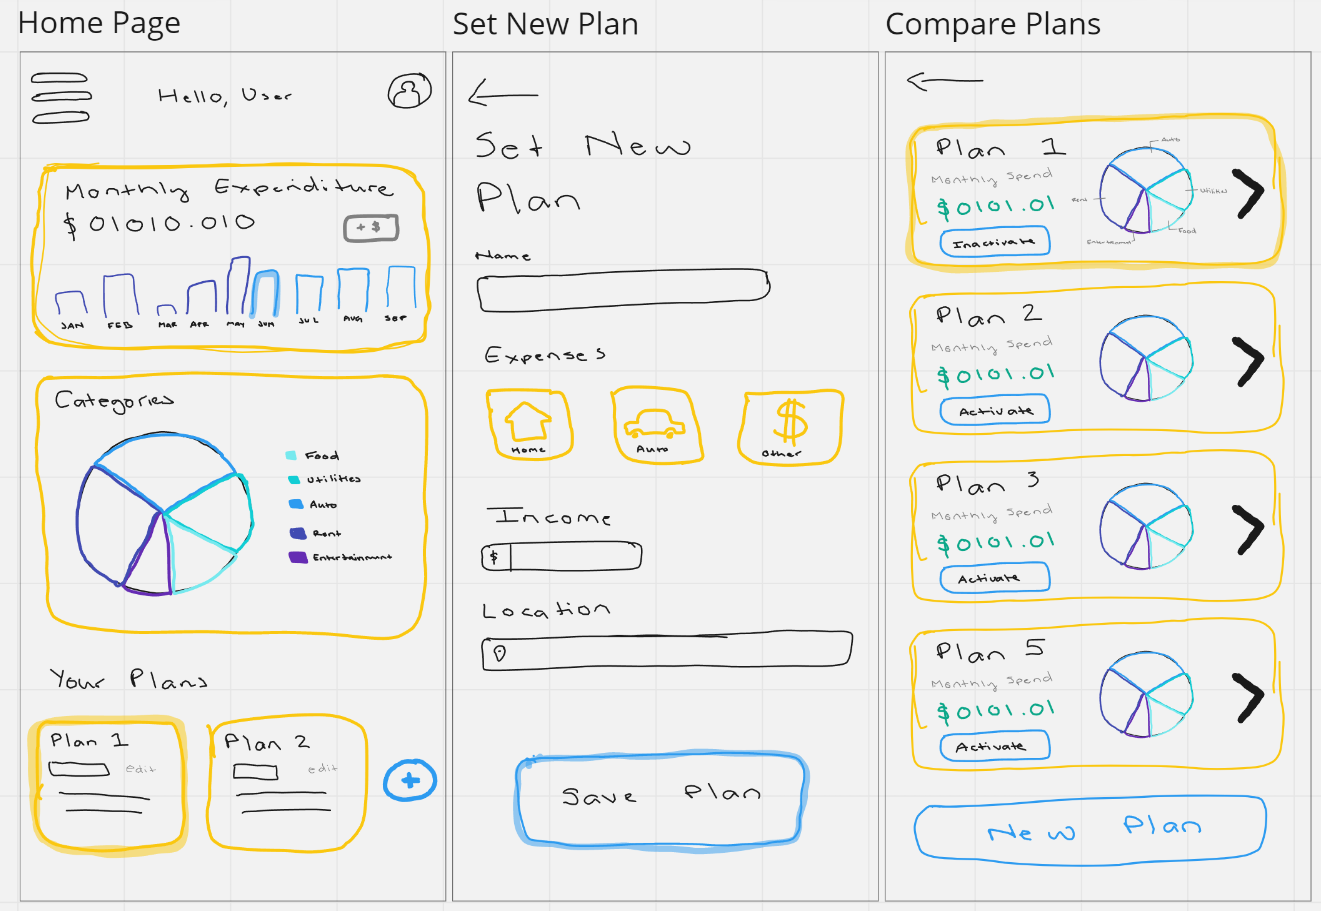 Home Page
Hello, User
Monthly Expenditure
$ 01010.010
+ $
JAN FEB MAR APR MAY JUN JUL AUG SEP
Categories
Food
Utilities
Auto
Rent
Entertainment
Your Plans
Plan 1
edit
Plan 2
edit
+
Set New Plan
Set New
Plan
Name
Expenses
Home
Auto
$
Other
Income
$
Location
Save Plan
Compare Plans
Plan 1
Monthly Spend
$0101.01
Inactivate
Auto
Utilities
Rent
Food
Entertainment
Plan 2
Monthly Spend
$0101.01
Activate
Plan 3
Monthly Spend
$0101.01
Activate
Plan 5
Monthly Spend
$0101.01
Activate
New Plan